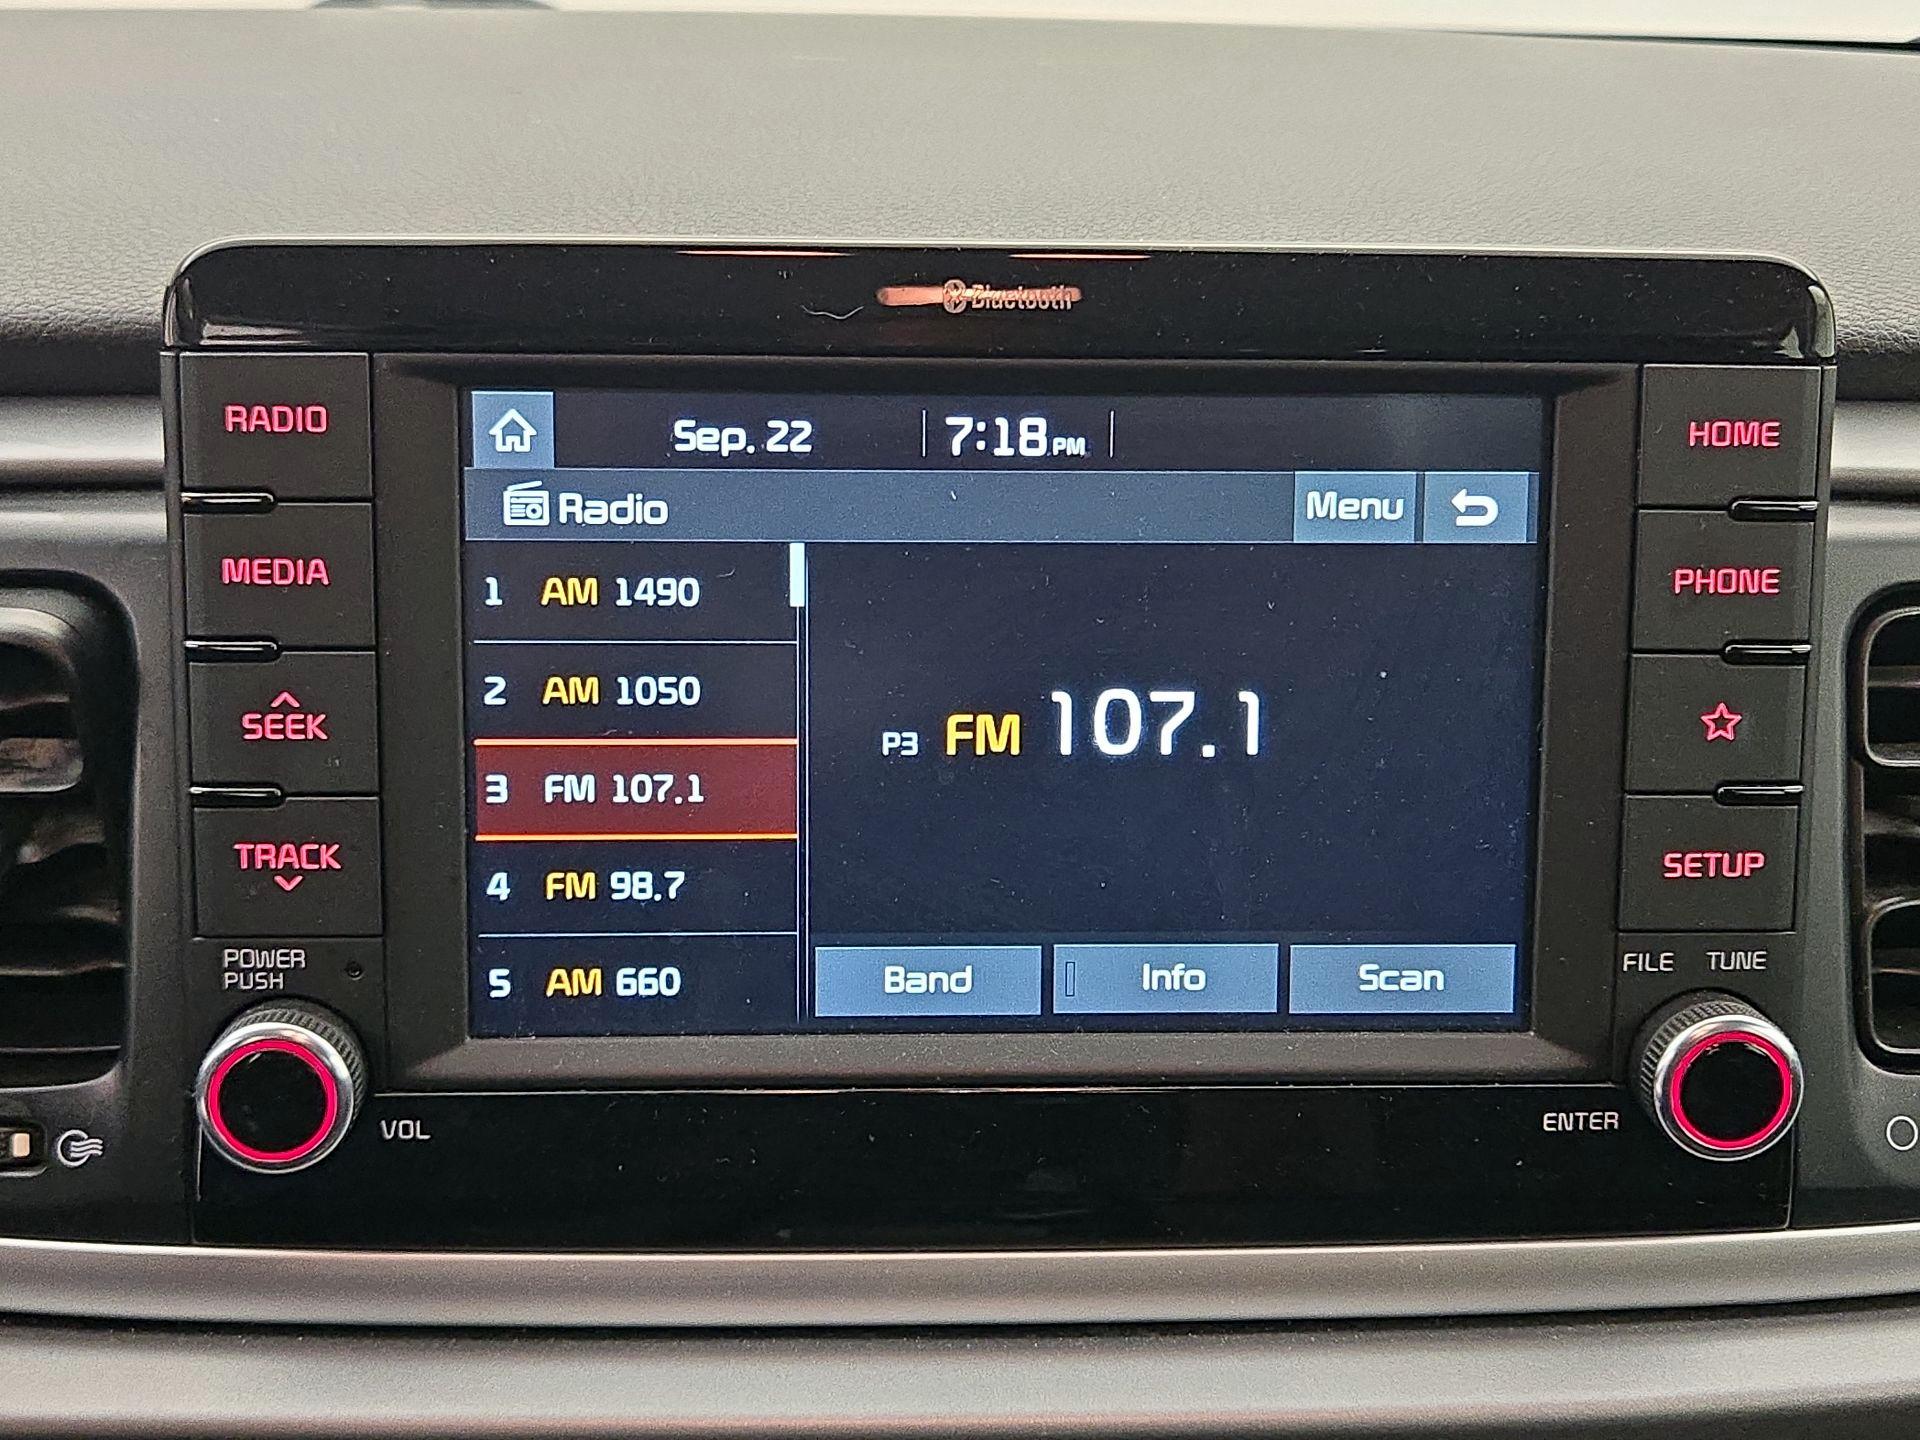 Bluetooth
RADIO
MEDIA
SEEK
TRACK
POWER
PUSH
VOL
Sep. 22
7:18 PM
Radio
Menu
1 AM 1490
2 AM 1050
3 FM 107.1
4 FM 98.7
5 AM 660
P3 FM 107.1
Band
Info
Scan
HOME
PHONE
SETUP
FILE TUNE
ENTER